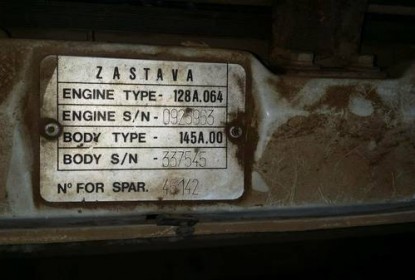 ZASTAVA
ENGINE TYPE- 128A.064
ENGINE S/N-
BODY TYPE - 145A.00
BODY S/N - 337545
Nº FOR SPAR.